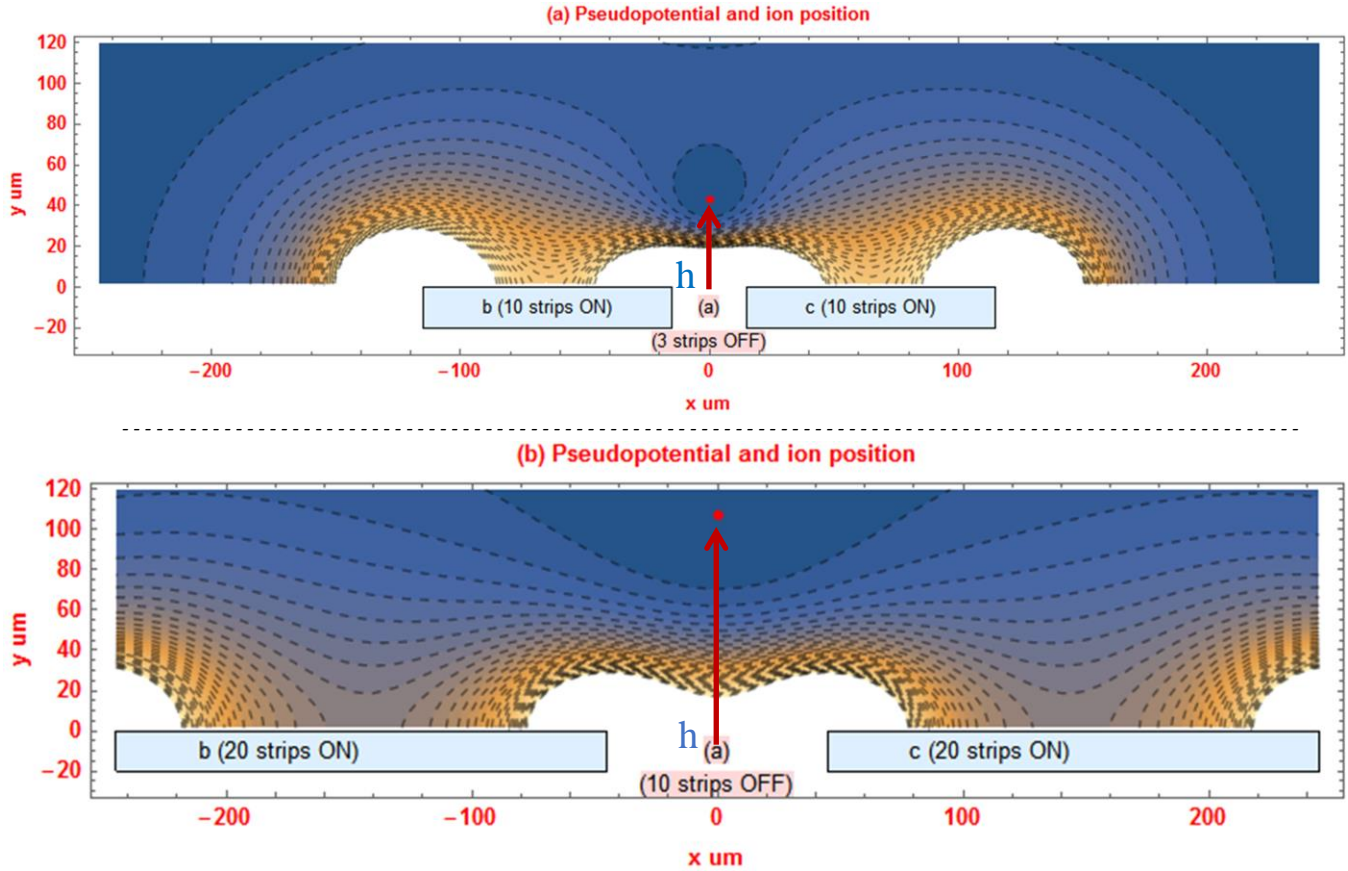 (a) Pseudopotential and ion position
120
100
80
60
40
20
0
−20
y um
h
b (10 strips ON)
(a)
c (10 strips ON)
(3 strips OFF)
−200
−100
0
100
200
x um
(b) Pseudopotential and ion position
120
100
80
60
40
20
0
−20
y um
h
b (20 strips ON)
(a)
c (20 strips ON)
(10 strips OFF)
−200
−100
0
100
200
x um